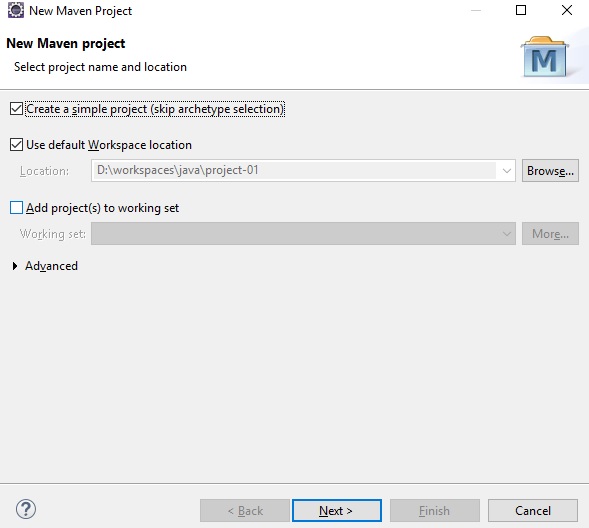 New Maven Project
New Maven project
Select project name and location
M
Create a simple project (skip archetype selection)
Use default Workspace location
Location: D:\workspaces\java\project-01 Browse...
Add project(s) to working set
Working set: More...
Advanced
? < Back Next > Finish Cancel